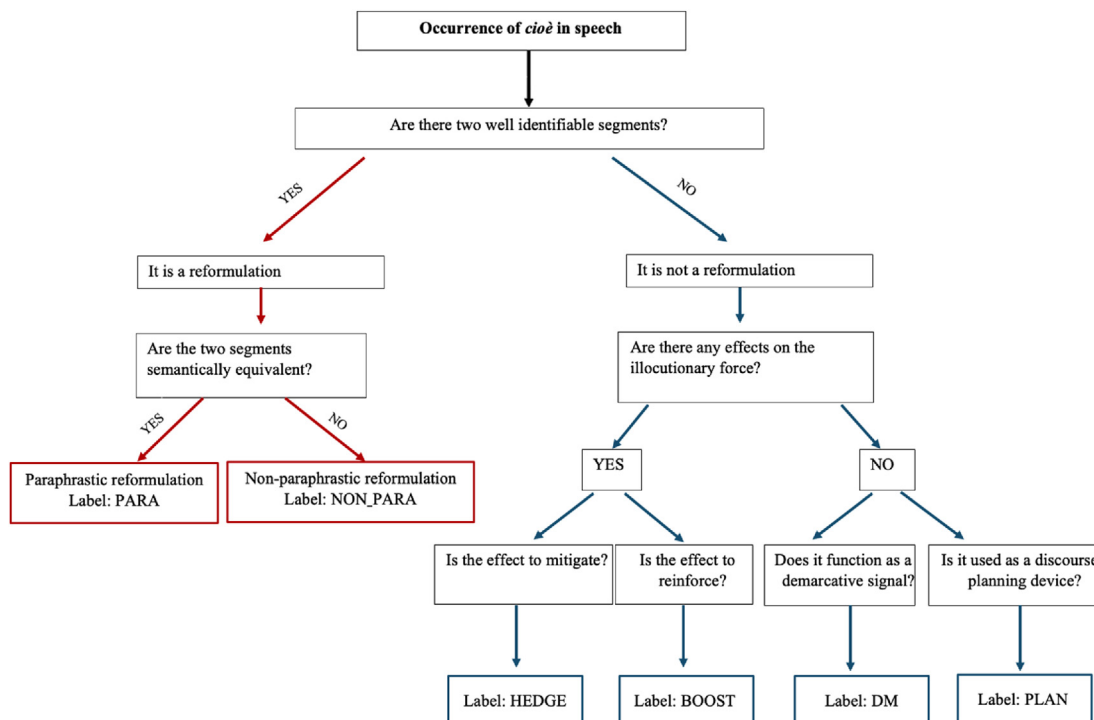 Occurrence of cioè in speech
Are there two well identifiable segments?
YES
NO
It is a reformulation
It is not a reformulation
Are the two segments
semantically equivalent?
Are there any effects on the
illocutionary force?
YES
NO
YES
NO
Paraphrastic reformulation
Label: PARA
Non-paraphrastic reformulation
Label: NON_PARA
Is the effect to mitigate?
Is the effect to
reinforce?
Does it function as a
demarcative signal?
Is it used as a discourse
planning device?
Label: HEDGE
Label: BOOST
Label: DM
Label: PLAN